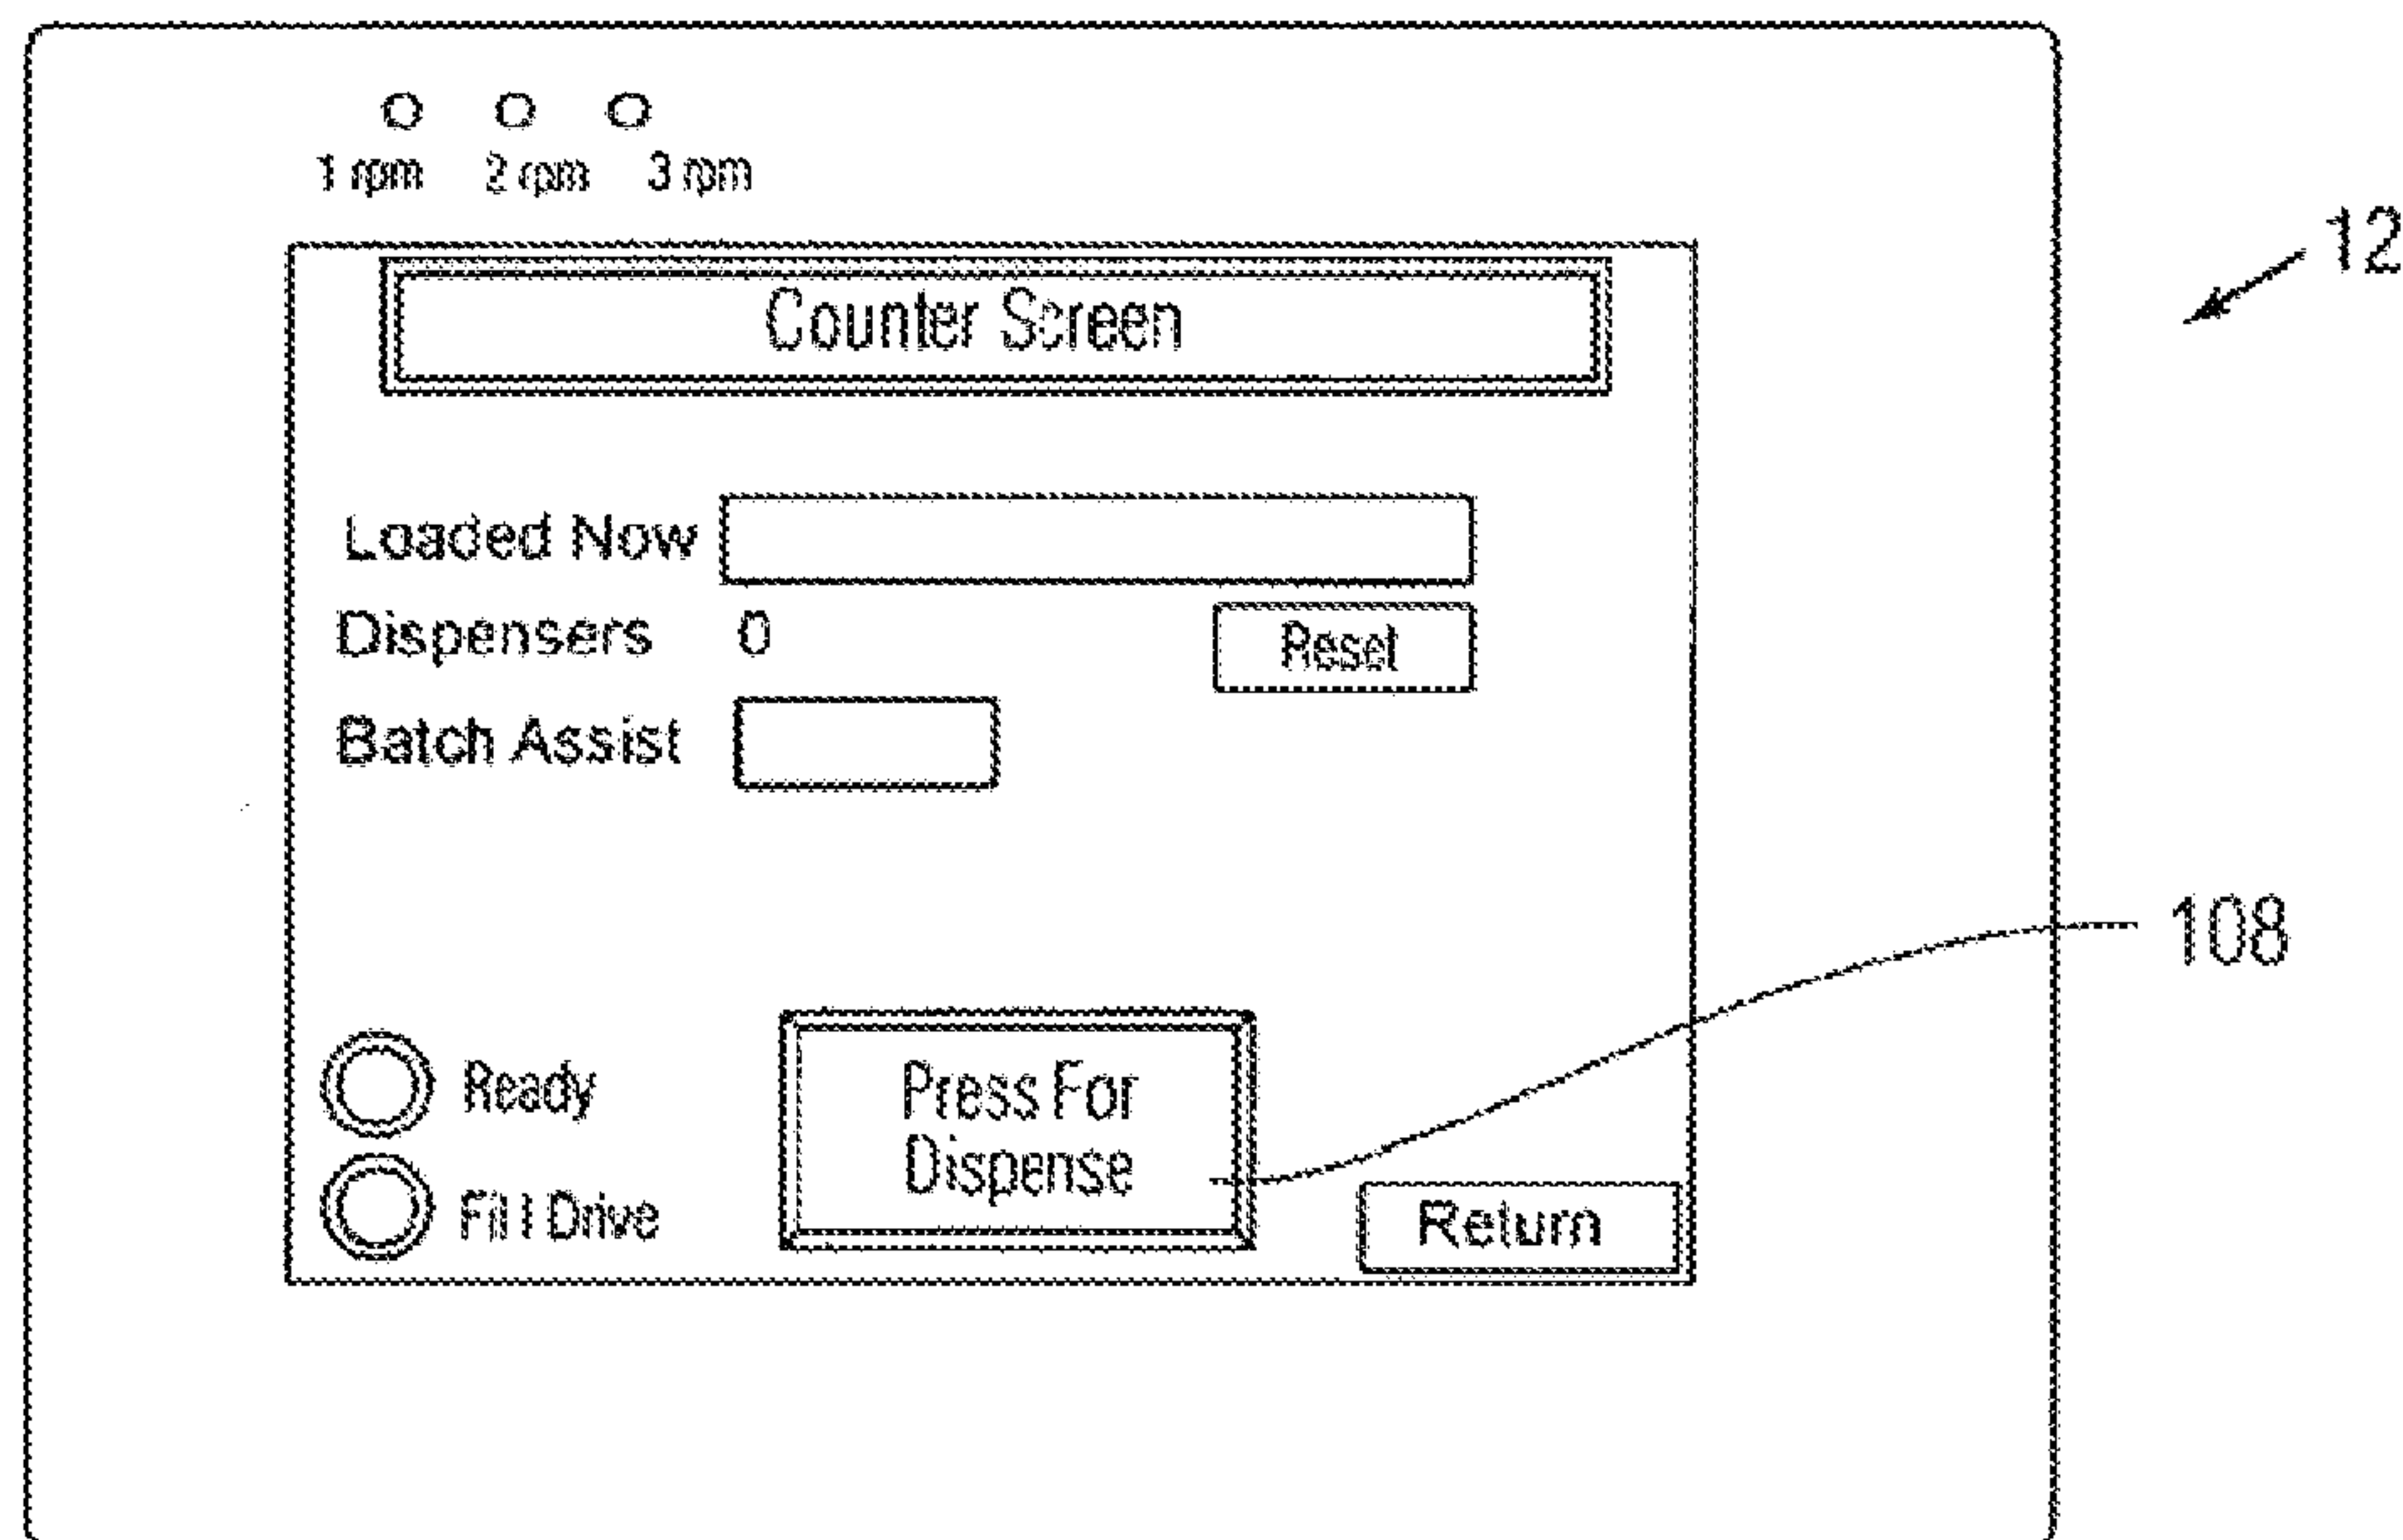 1 rpm 2 rpm 3 rpm
12
Counter Screen
Loaded Now
Dispensers 0 Reset
Batch Assist
108
Ready
Press For
Dispense
Fill Drive
Return